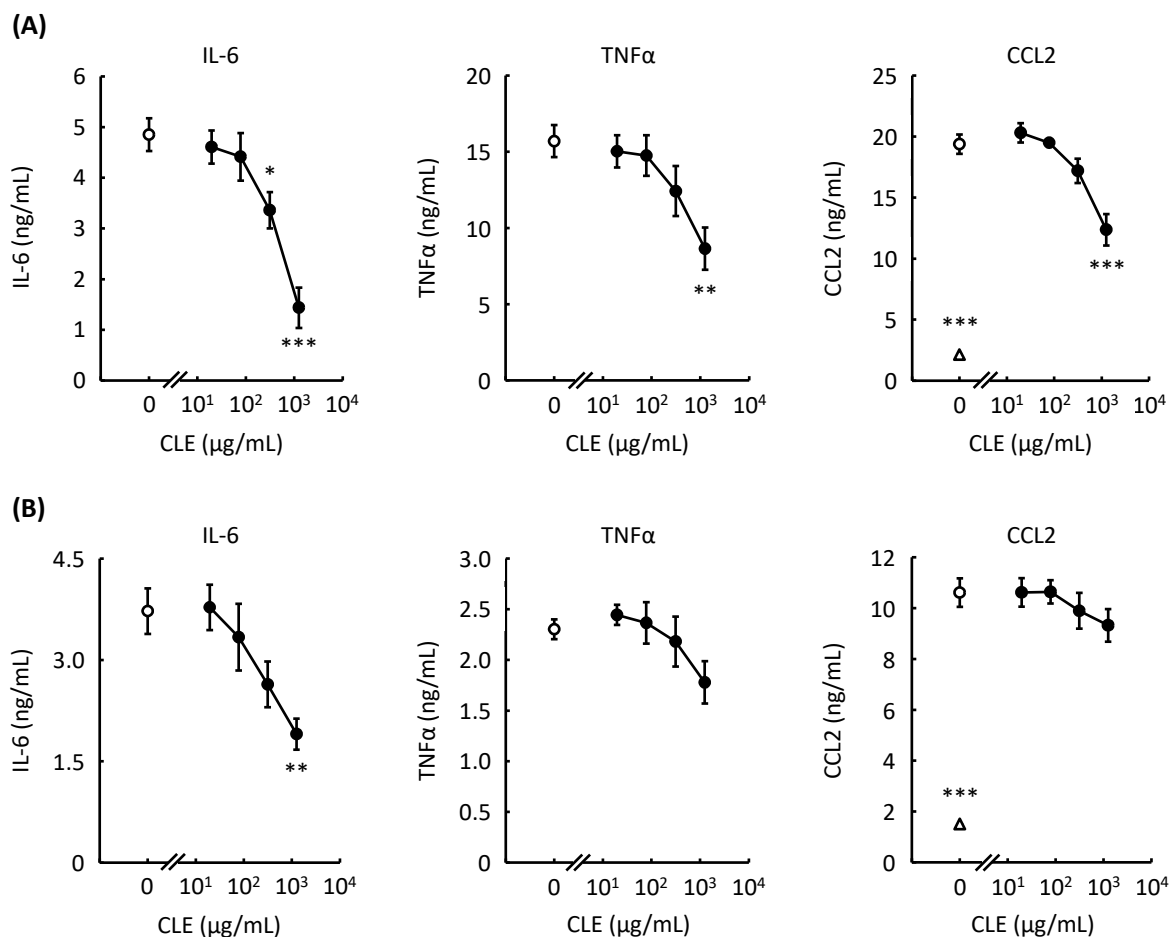 (A)
IL-6
6
5
4
3
2
1
0
IL-6 (ng/mL)
*
***
0 10¹ 10² 10³ 10⁴
CLE (µg/mL)
TNFα
20
15
10
5
0
TNFα (ng/mL)
**
0 10¹ 10² 10³ 10⁴
CLE (µg/mL)
CCL2
25
20
15
10
5
0
CCL2 (ng/mL)
***
***
0 10¹ 10² 10³ 10⁴
CLE (µg/mL)
(B)
IL-6
4.5
3.0
1.5
0
IL-6 (ng/mL)
**
0 10¹ 10² 10³ 10⁴
CLE (µg/mL)
TNFα
3.0
2.5
2.0
1.5
1.0
0.5
0
TNFα (ng/mL)
0 10¹ 10² 10³ 10⁴
CLE (µg/mL)
CCL2
12
10
8
6
4
2
0
CCL2 (ng/mL)
***
0 10¹ 10² 10³ 10⁴
CLE (µg/mL)